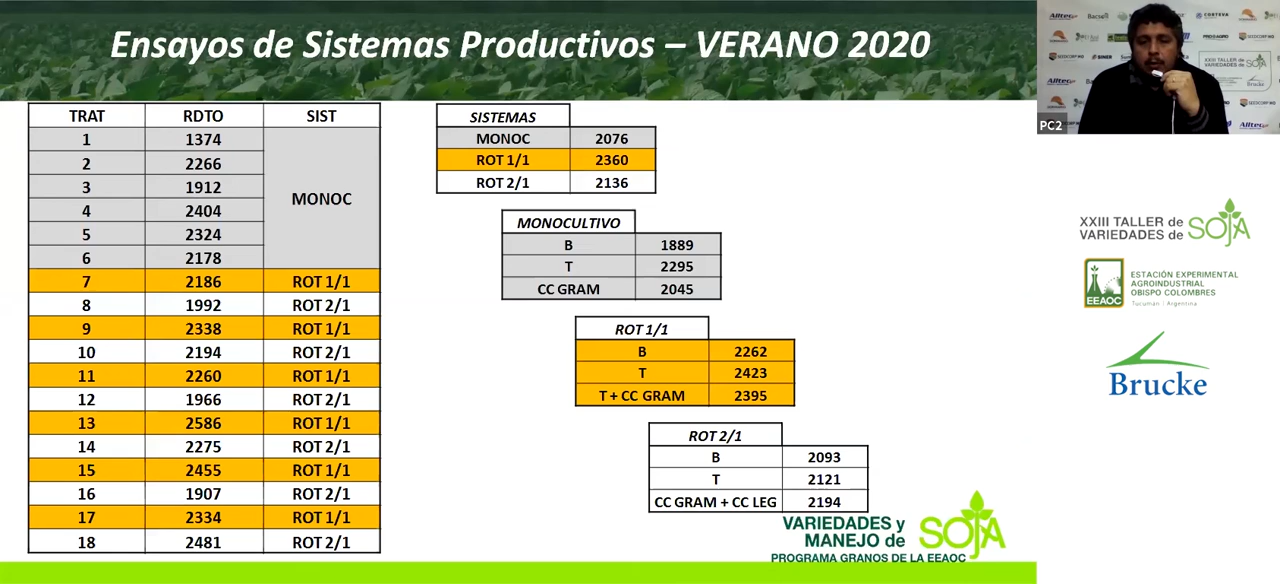 Ensayos de Sistemas Productivos – VERANO 2020
TRAT RDTO SIST
1 1374
2 2266
3 1912
4 2404
5 2324
6 2178
MONOC
7 2186 ROT 1/1
8 1992 ROT 2/1
9 2338 ROT 1/1
10 2194 ROT 2/1
11 2260 ROT 1/1
12 1966 ROT 2/1
13 2586 ROT 1/1
14 2275 ROT 2/1
15 2455 ROT 1/1
16 1907 ROT 2/1
17 2334 ROT 1/1
18 2481 ROT 2/1
SISTEMAS
MONOC 2076
ROT 1/1 2360
ROT 2/1 2136
MONOCULTIVO
B 1889
T 2295
CC GRAM 2045
ROT 1/1
B 2262
T 2423
T + CC GRAM 2395
ROT 2/1
B 2093
T 2121
CC GRAM + CC LEG 2194
VARIEDADES y
MANEJO de SOJA
PROGRAMA GRANOS DE LA EEAOC
PC2
XXIII TALLER de
VARIEDADES de SOJA
EEAOC
ESTACIÓN EXPERIMENTAL
AGROINDUSTRIAL
OBISPO COLOMBRES
Tucumán | Argentina
Brucke